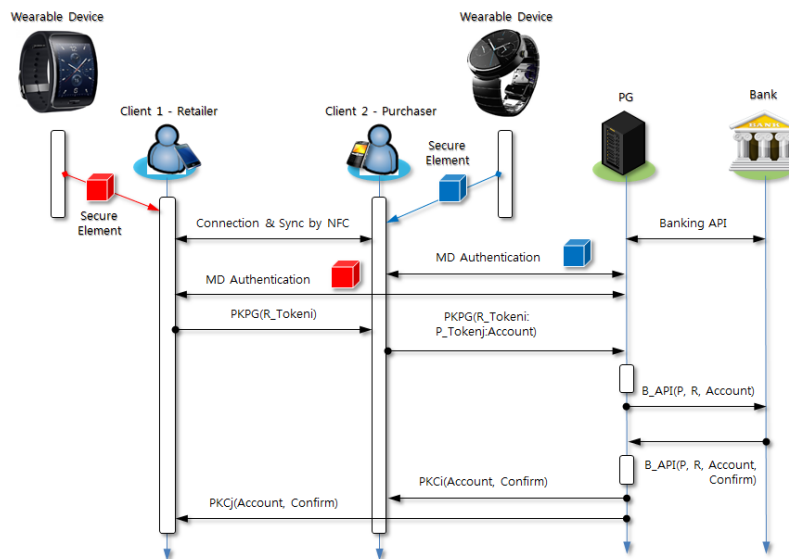 Wearable Device
Wearable Device
Client 1 - Retailer
Client 2 - Purchaser
PG
Bank
BANK
Secure
Element
Secure
Element
Connection & Sync by NFC
Banking API
MD Authentication
MD Authentication
PKPG(R_Tokeni)
PKPG(R_Tokeni:
P_Tokenj:Account)
B_API(P, R, Account)
B_API(P, R, Account,
Confirm)
PKCi(Account, Confirm)
PKCj(Account, Confirm)